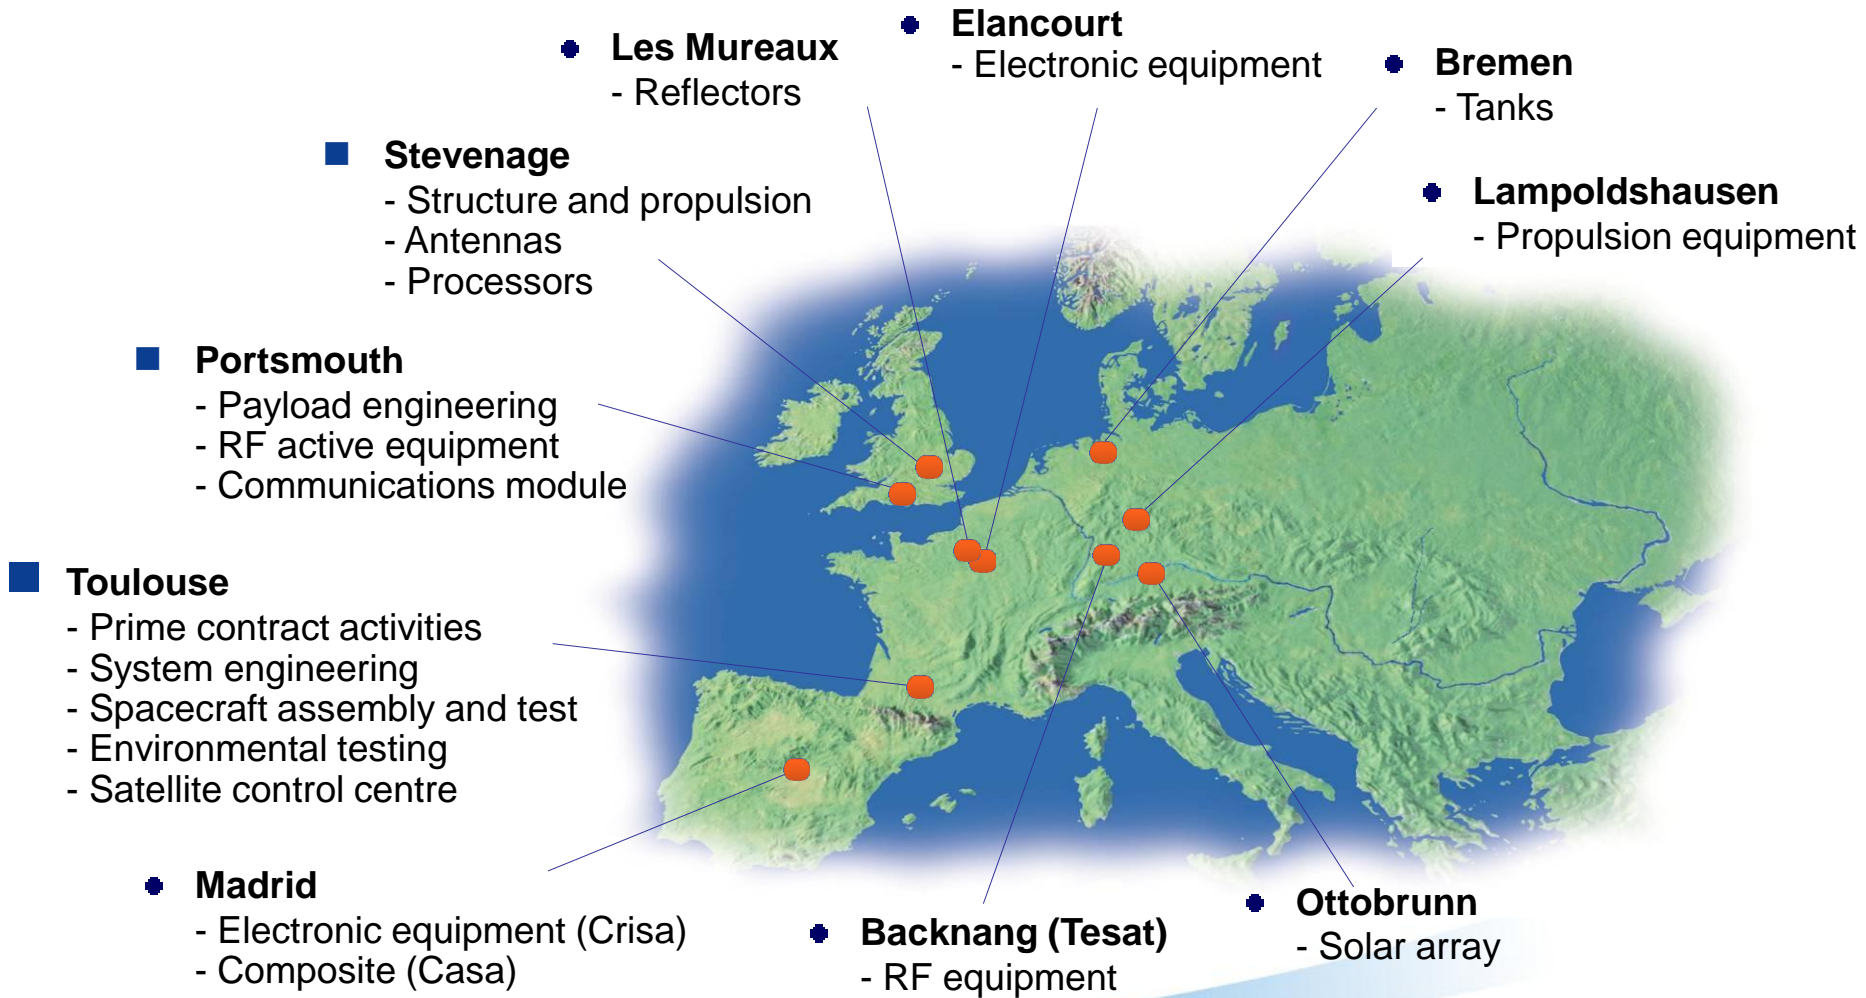 Les Mureaux
- Reflectors
Elancourt
- Electronic equipment
Bremen
- Tanks
Stevenage
- Structure and propulsion
- Antennas
- Processors
Lampoldshausen
- Propulsion equipment
Portsmouth
- Payload engineering
- RF active equipment
- Communications module
Toulouse
- Prime contract activities
- System engineering
- Spacecraft assembly and test
- Environmental testing
- Satellite control centre
Madrid
- Electronic equipment (Crisa)
- Composite (Casa)
Backnang (Tesat)
- RF equipment
Ottobrunn
- Solar array